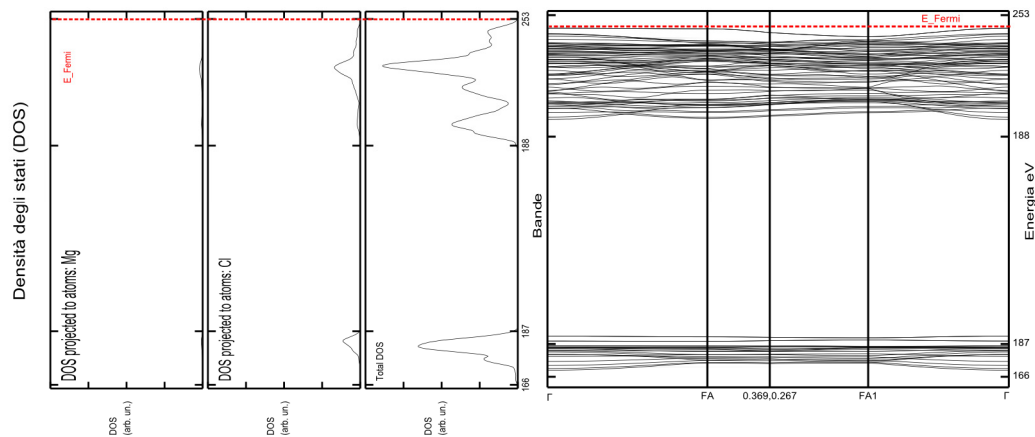 Densità degli stati (DOS)
E_Fermi
DOS projected to atoms: Mg
DOS
(arb. un.)
DOS projected to atoms: Cl
DOS
(arb. un.)
Total DOS
DOS
(arb. un.)
253
188
187
166
Bande
E_Fermi
253
188
187
166
Energia eV
Γ
FA
0.369,0.267
FA1
Γ